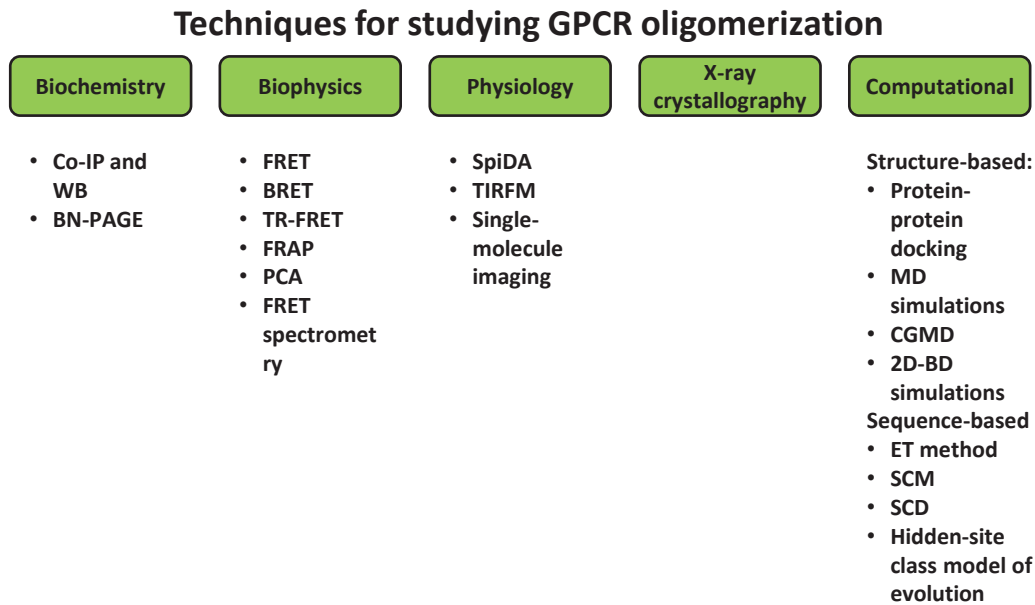 Techniques for studying GPCR oligomerization
Biochemistry
• Co-IP and
WB
• BN-PAGE
Biophysics
• FRET
• BRET
• TR-FRET
• FRAP
• PCA
• FRET
spectromet
ry
Physiology
• SpiDA
• TIRFM
• Single-
molecule
imaging
X-ray
crystallography
Computational
Structure-based:
• Protein-
protein
docking
• MD
simulations
• CGMD
• 2D-BD
simulations
Sequence-based
• ET method
• SCM
• SCD
• Hidden-site
class model of
evolution